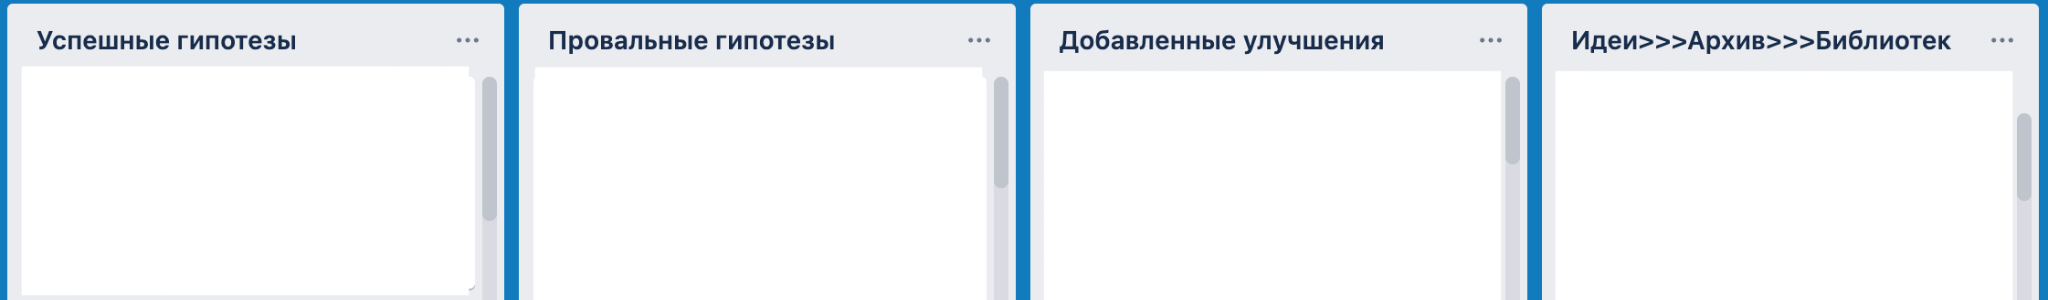 Успешные гипотезы
Провальные гипотезы
Добавленные улучшения
Идеи>>>Архив>>>Библиотек